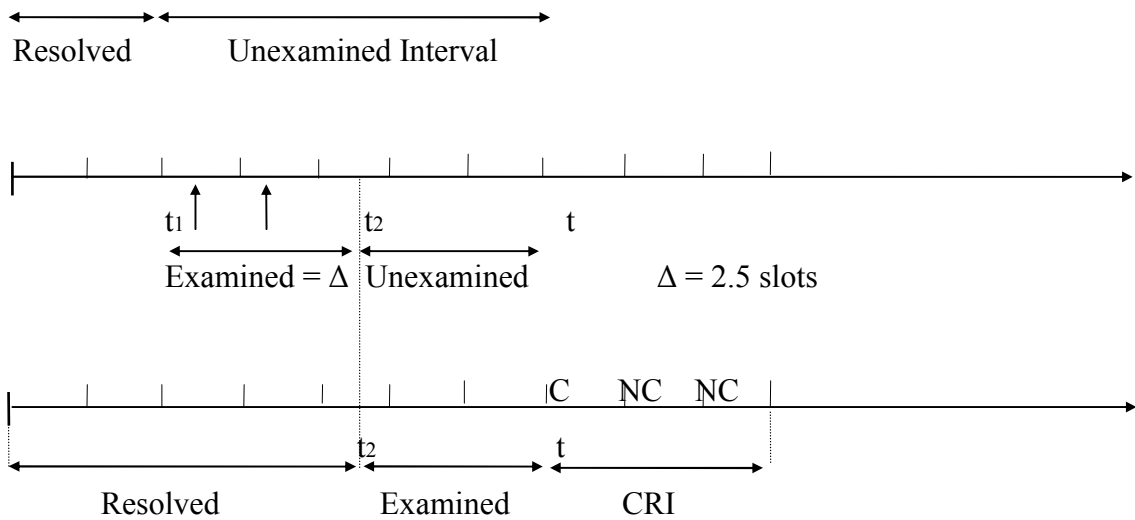 Resolved Unexamined Interval
t1 t2 t
Examined = Δ Unexamined Δ = 2.5 slots
C NC NC
t2 t
Resolved Examined CRI